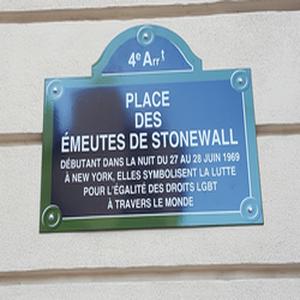 4e Arrt
PLACE
DES
ÉMEUTES DE STONEWALL
DÉBUTANT DANS LA NUIT DU 27 AU 28 JUIN 1969
À NEW YORK, ELLES SYMBOLISENT LA LUTTE
POUR L'ÉGALITÉ DES DROITS LGBT
À TRAVERS LE MONDE